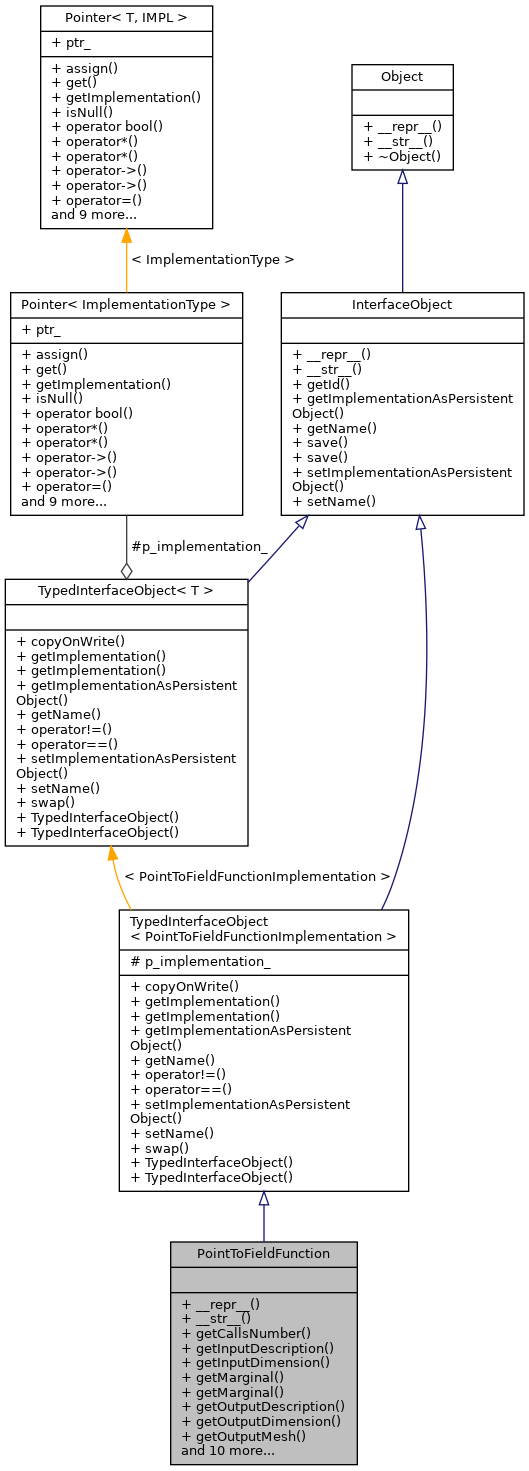 Pointer< T, IMPL >
+ ptr_
+ assign()
+ get()
+ getImplementation()
+ isNull()
+ operator bool()
+ operator*()
+ operator*()
+ operator->()
+ operator->()
+ operator=()
and 9 more...
Object
+ __repr__()
+ __str__()
+ ~Object()
< ImplementationType >
Pointer< ImplementationType >
+ ptr_
+ assign()
+ get()
+ getImplementation()
+ isNull()
+ operator bool()
+ operator*()
+ operator*()
+ operator->()
+ operator->()
+ operator=()
and 9 more...
InterfaceObject
+ __repr__()
+ __str__()
+ getId()
+ getImplementationAsPersistent
Object()
+ getName()
+ save()
+ save()
+ setImplementationAsPersistent
Object()
+ setName()
#p_implementation_
TypedInterfaceObject< T >
+ copyOnWrite()
+ getImplementation()
+ getImplementation()
+ getImplementationAsPersistent
Object()
+ getName()
+ operator!=()
+ operator==()
+ setImplementationAsPersistent
Object()
+ setName()
+ swap()
+ TypedInterfaceObject()
+ TypedInterfaceObject()
< PointToFieldFunctionImplementation >
TypedInterfaceObject
< PointToFieldFunctionImplementation >
# p_implementation_
+ copyOnWrite()
+ getImplementation()
+ getImplementation()
+ getImplementationAsPersistent
Object()
+ getName()
+ operator!=()
+ operator==()
+ setImplementationAsPersistent
Object()
+ setName()
+ swap()
+ TypedInterfaceObject()
+ TypedInterfaceObject()
PointToFieldFunction
+ __repr__()
+ __str__()
+ getCallsNumber()
+ getInputDescription()
+ getInputDimension()
+ getMarginal()
+ getMarginal()
+ getOutputDescription()
+ getOutputDimension()
+ getOutputMesh()
and 10 more...